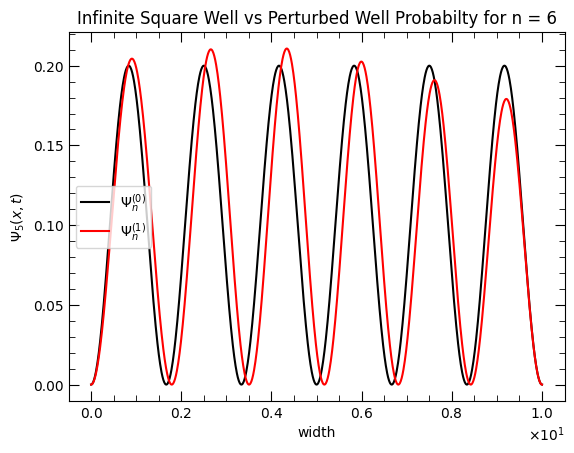 Infinite Square Well vs Perturbed Well Probabilty for n = 6
0.20
0.15
0.10
0.05
0.00
Ψ₅(x, t)
Ψₙ⁽⁰⁾
Ψₙ⁽¹⁾
0.0 0.2 0.4 0.6 0.8 1.0
width
×10¹